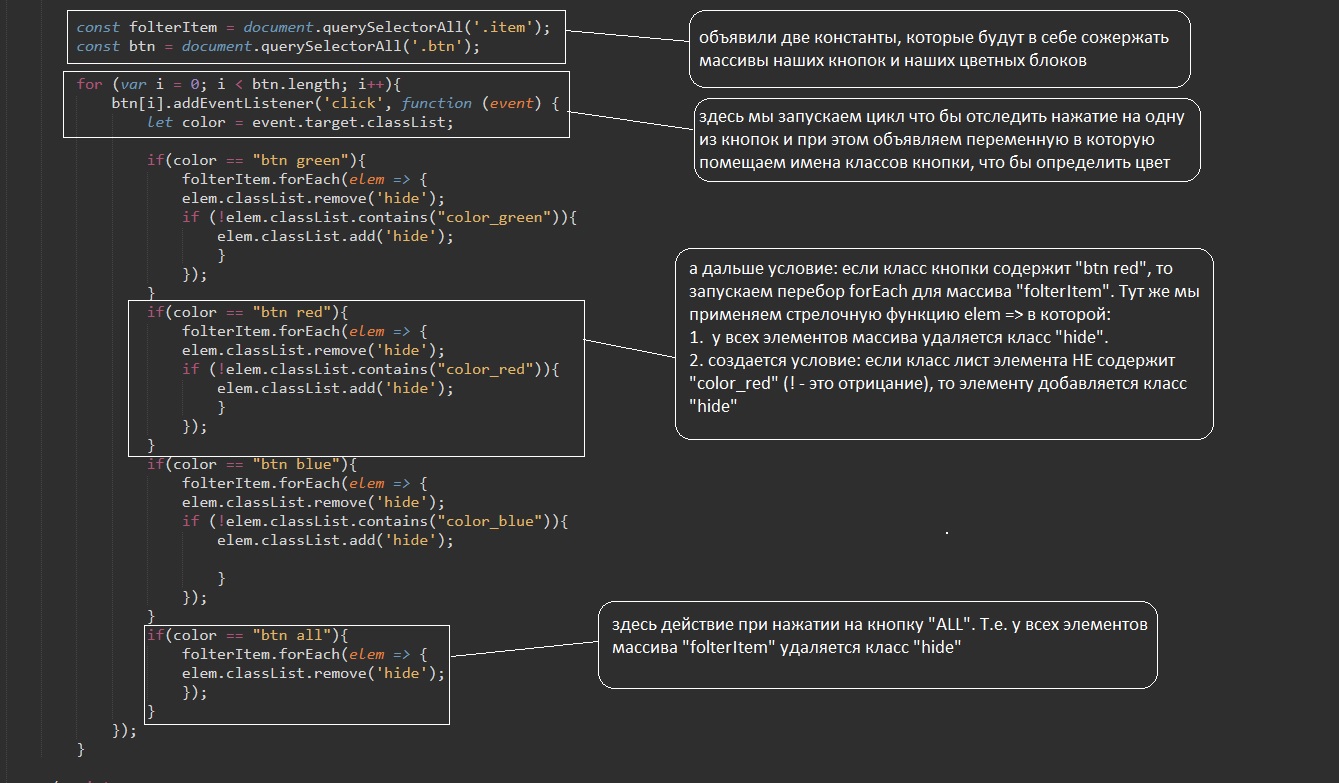 const folterItem = document.querySelectorAll('.item');
const btn = document.querySelectorAll('.btn');
объявили две константы, которые будут в себе сожержать
массивы наших кнопок и наших цветных блоков
for (var i = 0; i < btn.length; i++){
btn[i].addEventListener('click', function (event) {
let color = event.target.classList;
здесь мы запускаем цикл что бы отследить нажатие на одну
из кнопок и при этом объявляем переменную в которую
помещаем имена классов кнопки, что бы определить цвет
if(color == "btn green"){
folterItem.forEach(elem => {
elem.classList.remove('hide');
if (!elem.classList.contains("color_green")){
elem.classList.add('hide');
}
});
}
if(color == "btn red"){
folterItem.forEach(elem => {
elem.classList.remove('hide');
if (!elem.classList.contains("color_red")){
elem.classList.add('hide');
}
});
}
а дальше условие: если класс кнопки содержит "btn red", то
запускаем перебор forEach для массива "folterItem". Тут же мы
применяем стрелочную функцию elem => в которой:
1. у всех элементов массива удаляется класс "hide".
2. создается условие: если класс лист элемента НЕ содержит
"color_red" (! - это отрицание), то элементу добавляется класс
"hide"
if(color == "btn blue"){
folterItem.forEach(elem => {
elem.classList.remove('hide');
if (!elem.classList.contains("color_blue")){
elem.classList.add('hide');
}
});
}
if(color == "btn all"){
folterItem.forEach(elem => {
elem.classList.remove('hide');
});
}
здесь действие при нажатии на кнопку "ALL". Т.е. у всех элементов
массива "folterItem" удаляется класс "hide"
});
}